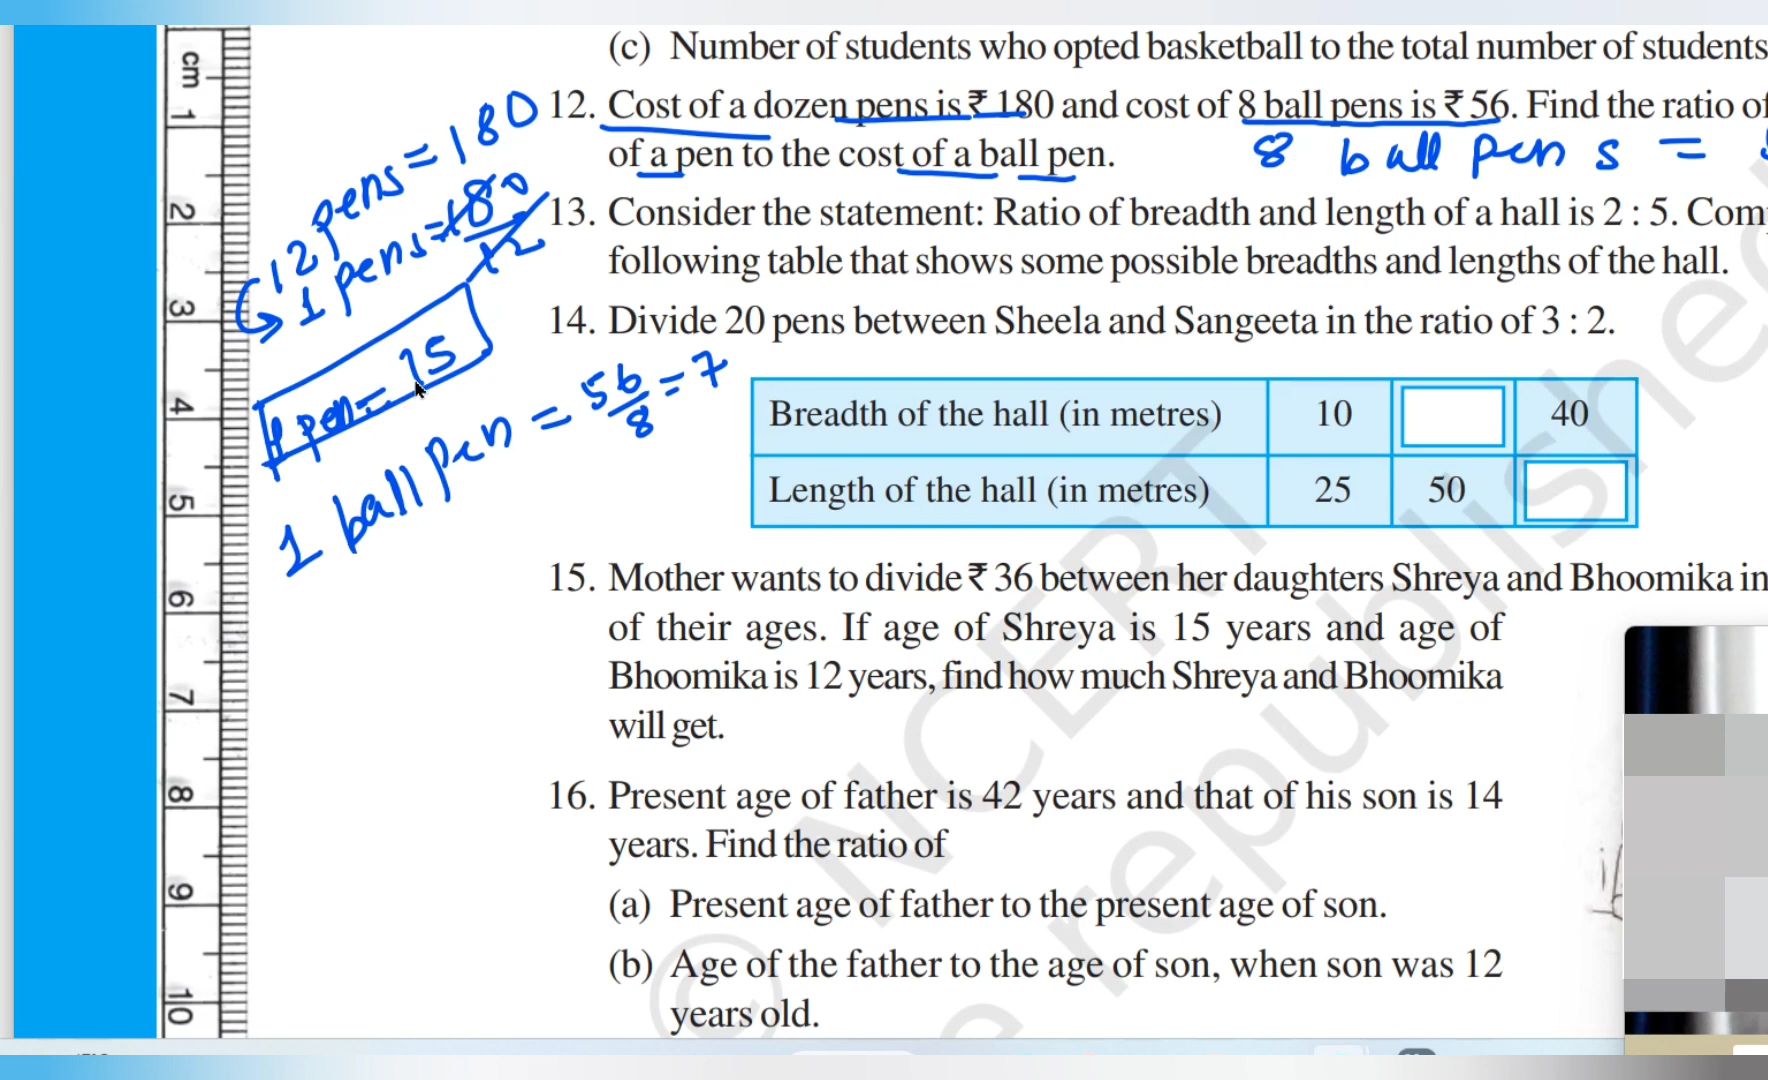 (c) Number of students who opted basketball to the total number of students
12. Cost of a dozen pens is ₹ 180 and cost of 8 ball pens is ₹ 56. Find the ratio of
of a pen to the cost of a ball pen.
8 ball pens =
12 pens = 180
1 pens = 180/12
1 pen = 15
1 ball pen = 56/8 = 7
13. Consider the statement: Ratio of breadth and length of a hall is 2 : 5. Com
following table that shows some possible breadths and lengths of the hall.
14. Divide 20 pens between Sheela and Sangeeta in the ratio of 3 : 2.
Breadth of the hall (in metres) 10 40
Length of the hall (in metres) 25 50
15. Mother wants to divide ₹ 36 between her daughters Shreya and Bhoomika in
of their ages. If age of Shreya is 15 years and age of
Bhoomika is 12 years, find how much Shreya and Bhoomika
will get.
16. Present age of father is 42 years and that of his son is 14
years. Find the ratio of
(a) Present age of father to the present age of son.
(b) Age of the father to the age of son, when son was 12
years old.
cm
1
2
3
4
5
6
7
8
9
10
© NCERT
republished